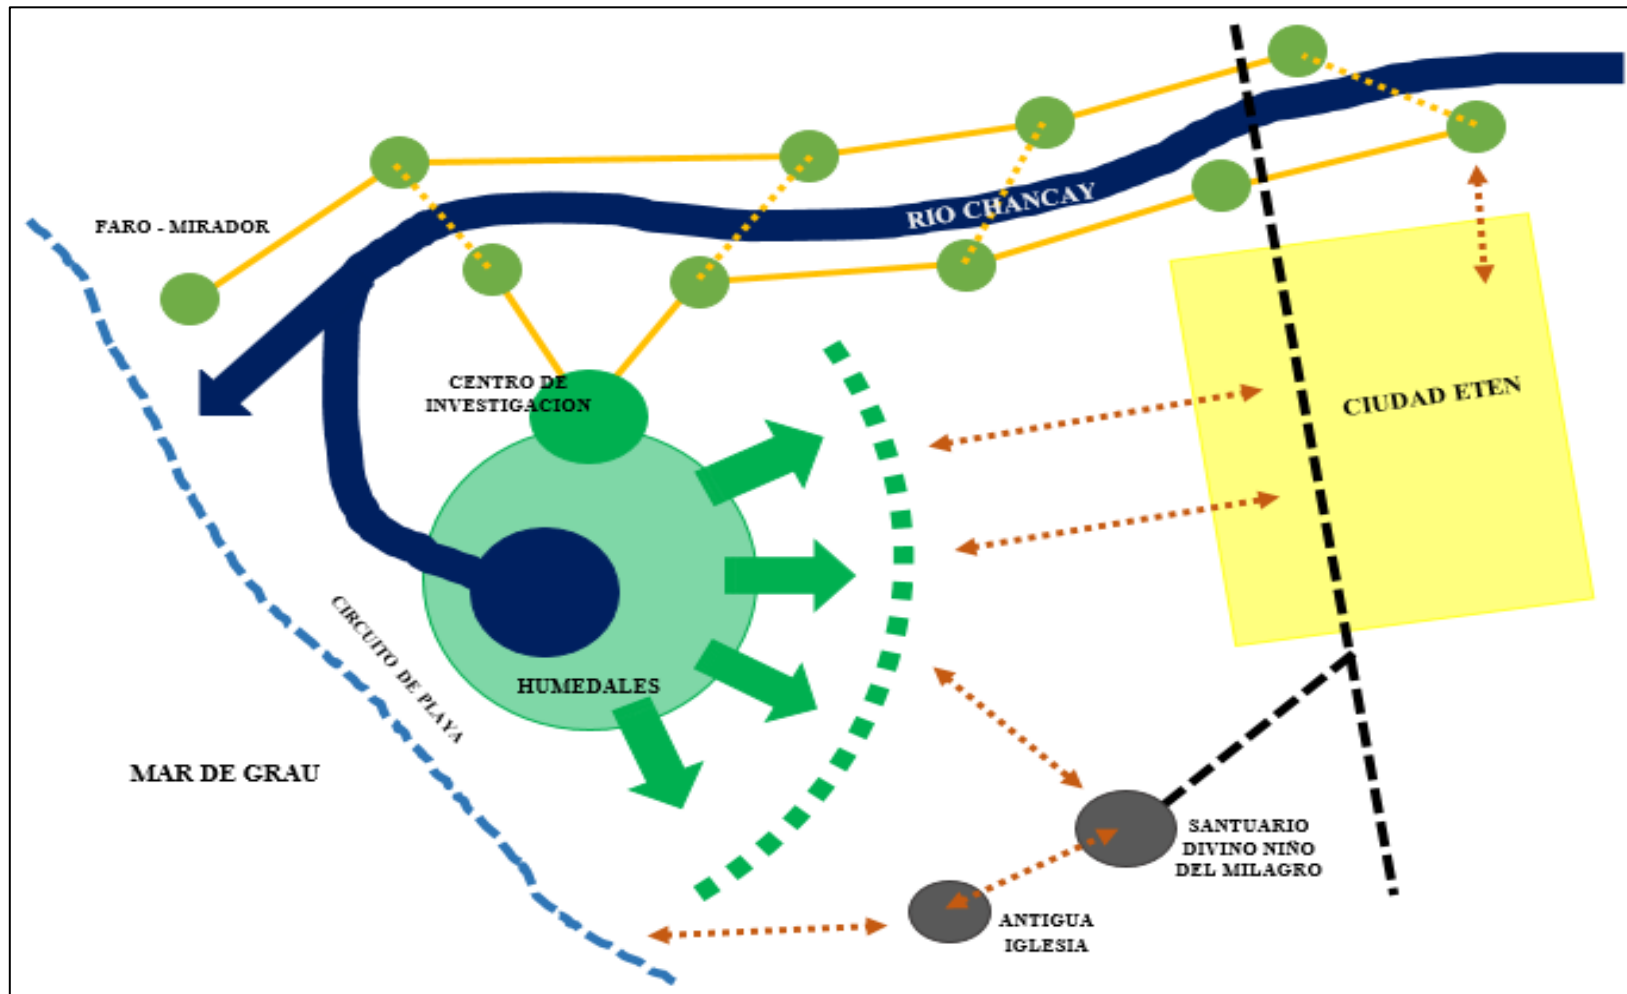 RIO CHANCAY
FARO - MIRADOR
CENTRO DE
INVESTIGACION
CIUDAD ETEN
CIRCUITO DE PLAYA
HUMEDALES
MAR DE GRAU
SANTUARIO
DIVINO NIÑO
DEL MILAGRO
ANTIGUA
IGLESIA